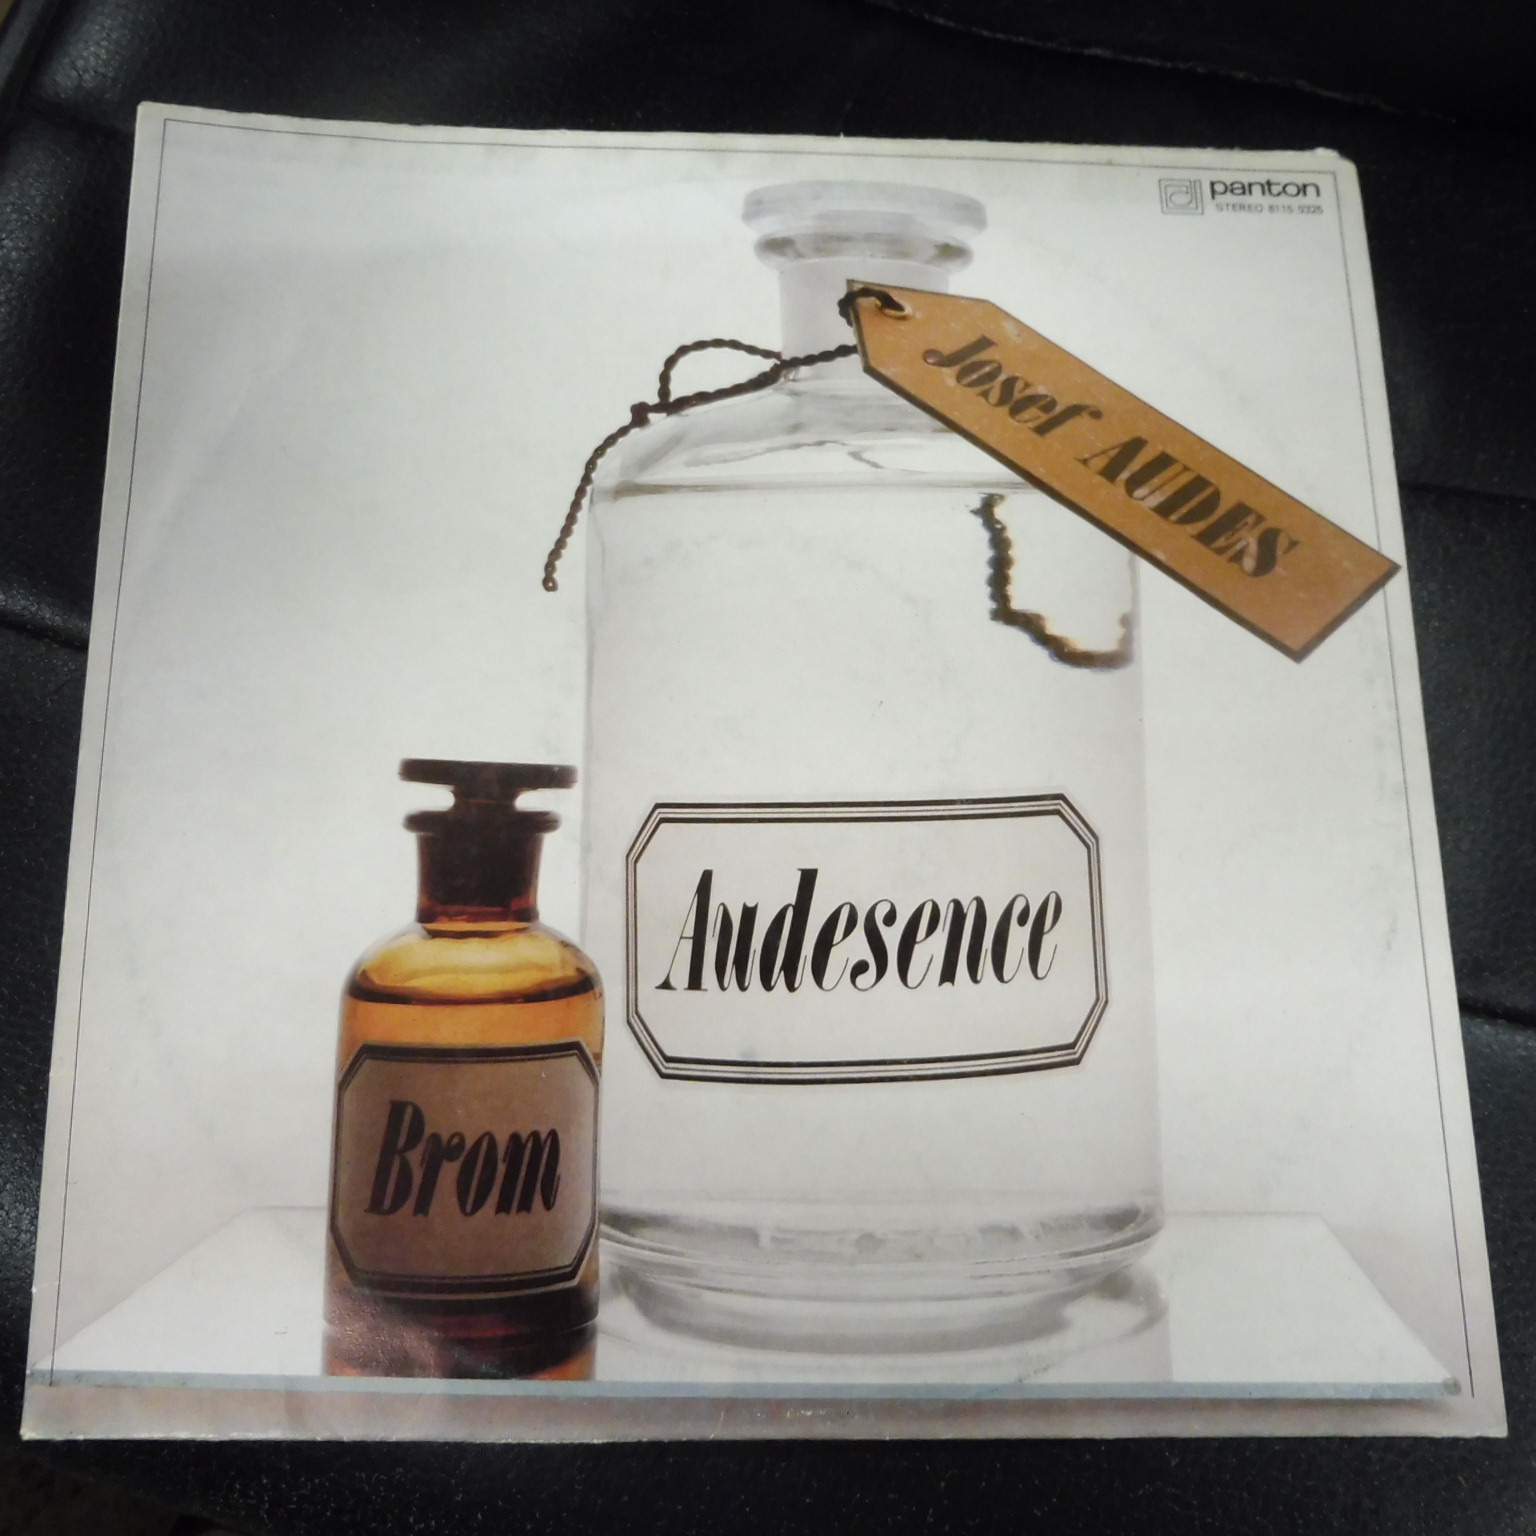 panton
STEREO 8115 0325
Josef AUDES
Audesence
Brom